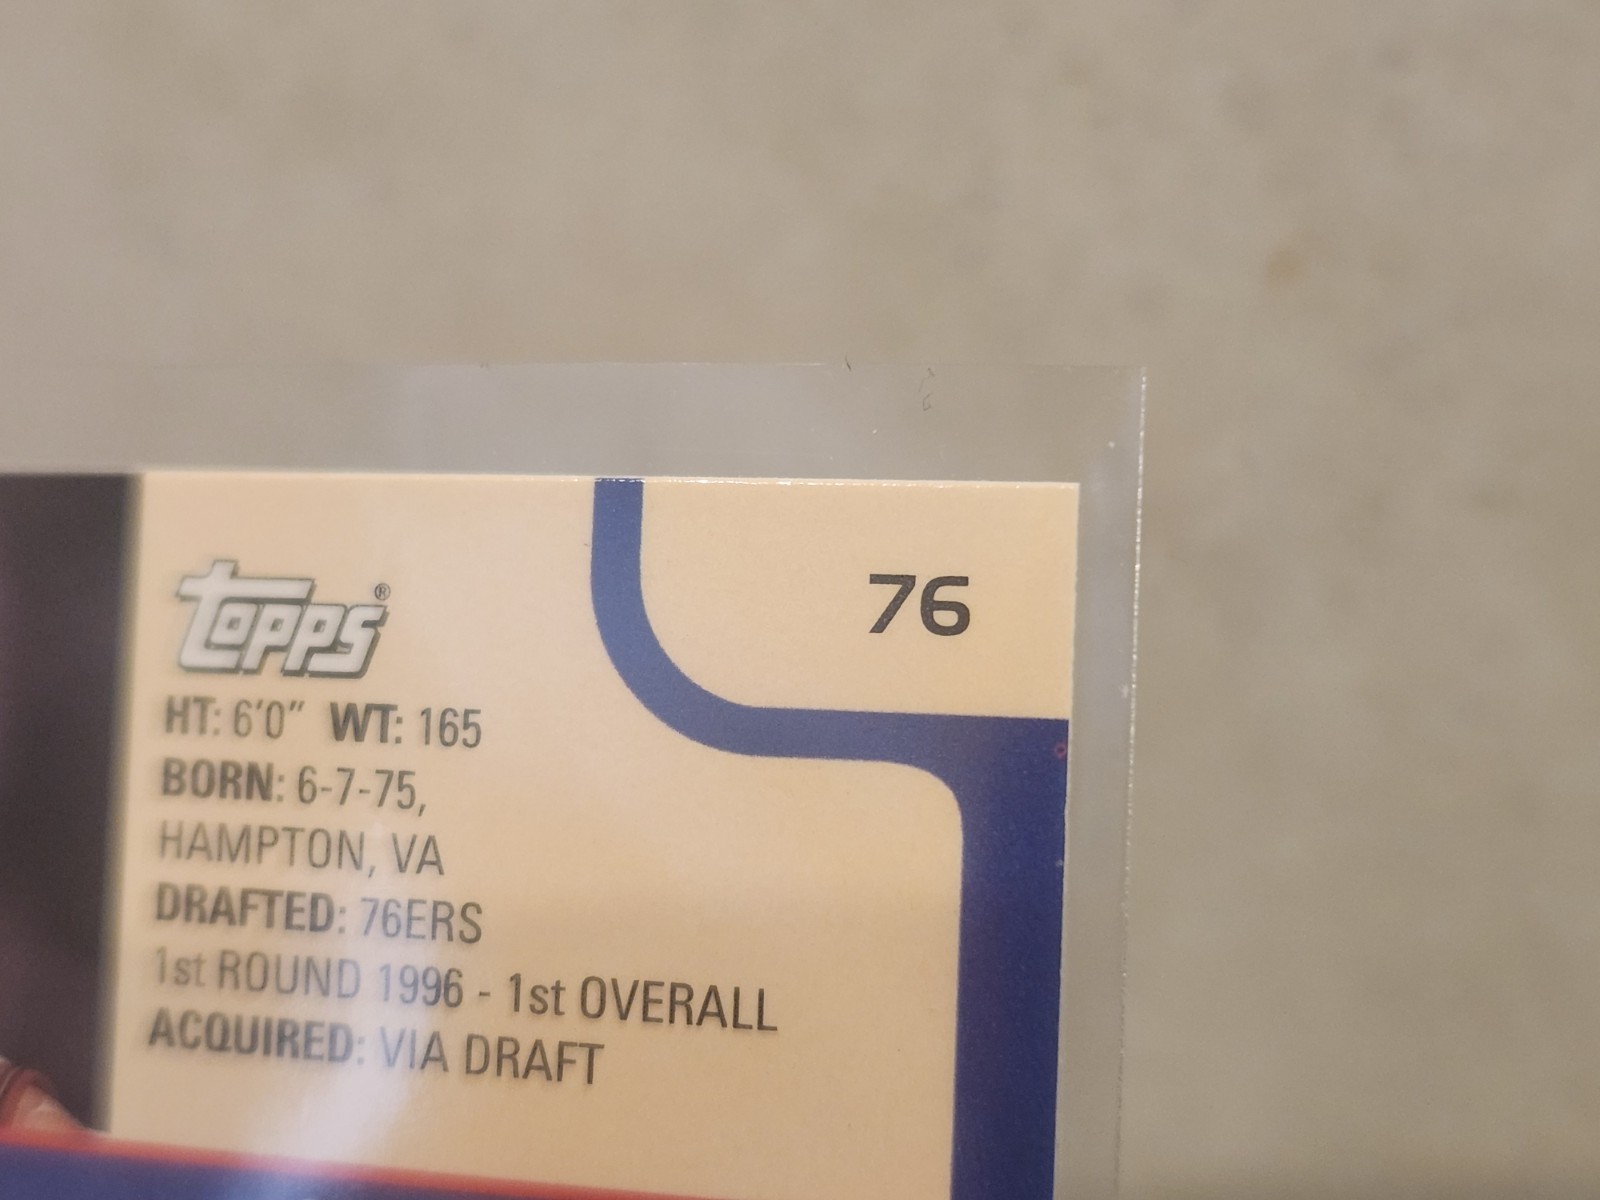 76
Topps®
HT: 6'0" WT: 165
BORN: 6-7-75,
HAMPTON, VA
DRAFTED: 76ERS
1st ROUND 1996 - 1st OVERALL
ACQUIRED: VIA DRAFT